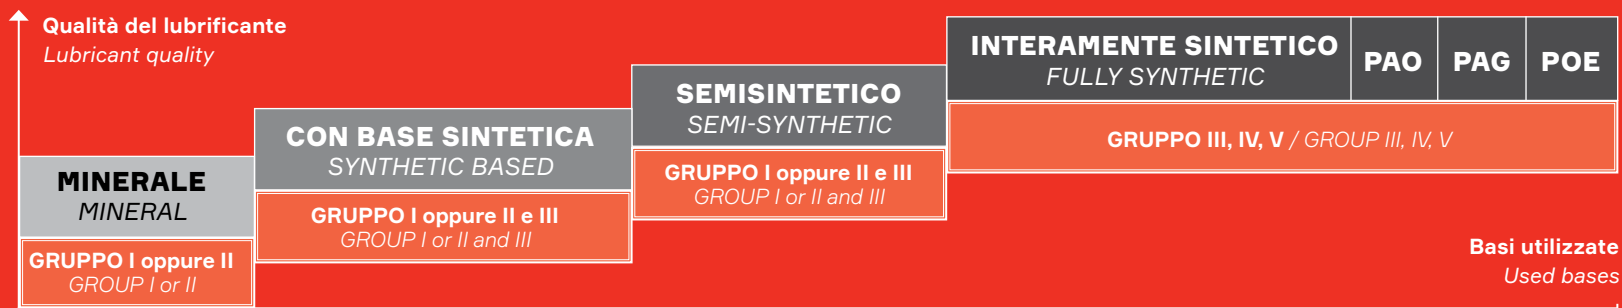 Qualità del lubrificante
Lubricant quality
MINERALE
MINERAL
GRUPPO I oppure II
GROUP I or II
CON BASE SINTETICA
SYNTHETIC BASED
GRUPPO I oppure II e III
GROUP I or II and III
SEMISINTETICO
SEMI-SYNTHETIC
GRUPPO I oppure II e III
GROUP I or II and III
INTERAMENTE SINTETICO
FULLY SYNTHETIC
PAO
PAG
POE
GRUPPO III, IV, V / GROUP III, IV, V
Basi utilizzate
Used bases